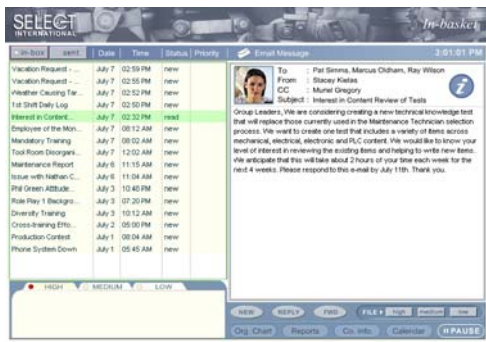 SELECT
INTERNATIONAL
In-basket
in-box sent Date Time Status Priority Email Message 3:01:01 PM
Vacation Request - ... July 7 02:59 PM new
Vacation Request - ... July 7 02:55 PM new
Weather Causing Tar... July 7 02:52 PM new
1st Shift Daily Log July 7 02:50 PM new
Interest in Content... July 7 02:32 PM read
Employee of the Mon... July 7 08:12 AM new
Mandatory Training July 7 08:02 AM new
Tool Room Disorgani... July 7 12:02 AM new
Maintenance Report July 6 11:15 AM new
Issue with Nathan C... July 6 11:04 AM new
Phil Green Attitude... July 3 10:46 PM new
Role Play 1 Backgro... July 3 07:20 PM new
Diversity Training July 3 10:12 AM new
Cross-training Effo... July 2 05:00 PM new
Production Contest July 1 08:04 AM new
Phone System Down July 1 05:45 AM new
HIGH MEDIUM LOW
To : Pat Simms, Marcus Oldham, Ray Wilson
From : Stacey Kielas
CC : Muriel Gregory
Subject : Interest in Content Review of Tests
Group Leaders, We are considering creating a new technical knowledge test
that will replace those currently used in the Maintenance Technician selection
process. We want to create one test that includes a variety of items across
mechanical, electrical, electronic and PLC content. We would like to know your
level of interest in reviewing the existing items and helping to write new items.
We anticipate that this will take about 2 hours of your time each week for the
next 4 weeks. Please respond to this e-mail by July 11th. Thank you.
NEW REPLY FWD FILE high medium low
Org. Chart Reports Co. Info Calendar PAUSE